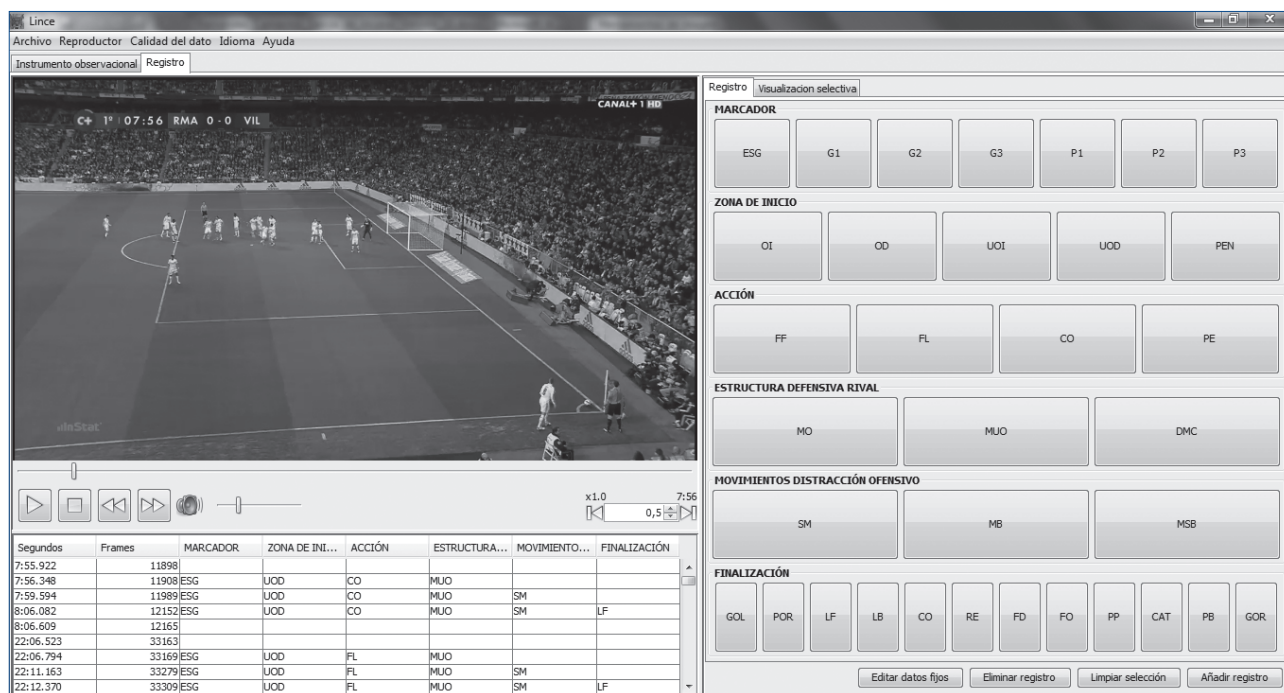 Lince
Archivo Reproductor Calidad del dato Idioma Ayuda
Instrumento observacional Registro
C+ 1º 07:56 RMA 0 - 0 VIL
CANAL+ 1 HD
InStat
x1.0 7:56
0,5
Segundos Frames MARCADOR ZONA DE INI... ACCIÓN ESTRUCTURA... MOVIMIENTO... FINALIZACIÓN
7:55.922 11898
7:56.348 11908 ESG UOD CO MUO
7:59.594 11989 ESG UOD CO MUO SM
8:06.082 12152 ESG UOD CO MUO SM LF
8:06.609 12165
22:06.523 33163
22:06.794 33169 ESG UOD FL MUO
22:11.163 33279 ESG UOD FL MUO SM
22:12.370 33309 ESG UOD FL MUO SM LF
Registro Visualizacion selectiva
MARCADOR
ESG G1 G2 G3 P1 P2 P3
ZONA DE INICIO
OI OD UOI UOD PEN
ACCIÓN
FF FL CO PE
ESTRUCTURA DEFENSIVA RIVAL
MO MUO DMC
MOVIMIENTOS DISTRACCIÓN OFENSIVO
SM MB MSB
FINALIZACIÓN
GOL POR LF LB CO RE FD FO PP CAT PB GOR
Editar datos fijos Eliminar registro Limpiar selección Añadir registro